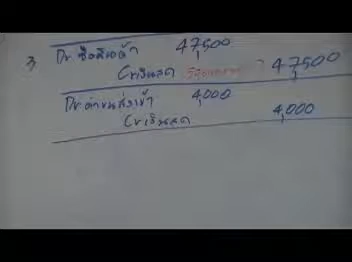 3) Dr. ซื้อสินค้า 47,500
Cr เงินสด 47,500
Dr. ค่าขนส่งเข้า 4,000
Cr เงินสด 4,000